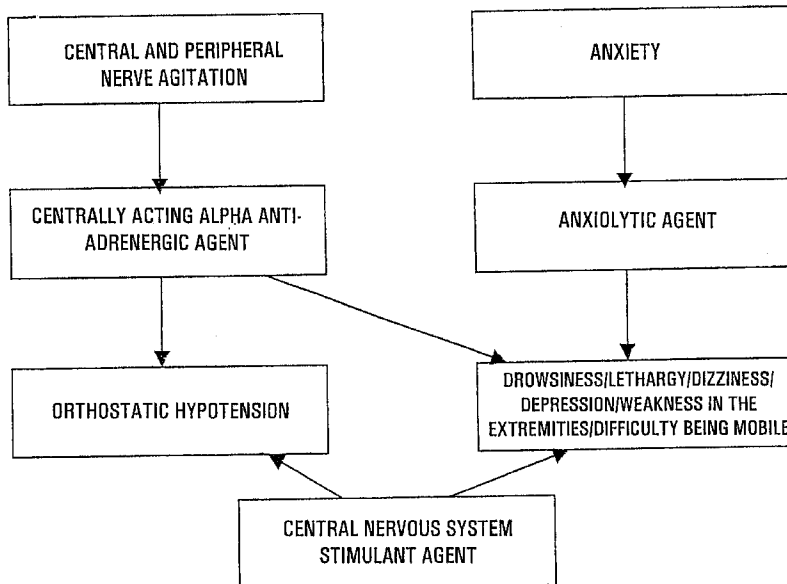 CENTRAL AND PERIPHERAL
NERVE AGITATION
ANXIETY
CENTRALLY ACTING ALPHA ANTI-
ADRENERGIC AGENT
ANXIOLYTIC AGENT
ORTHOSTATIC HYPOTENSION
DROWSINESS/LETHARGY/DIZZINESS/
DEPRESSION/WEAKNESS IN THE
EXTREMITIES/DIFFICULTY BEING MOBILE
CENTRAL NERVOUS SYSTEM
STIMULANT AGENT